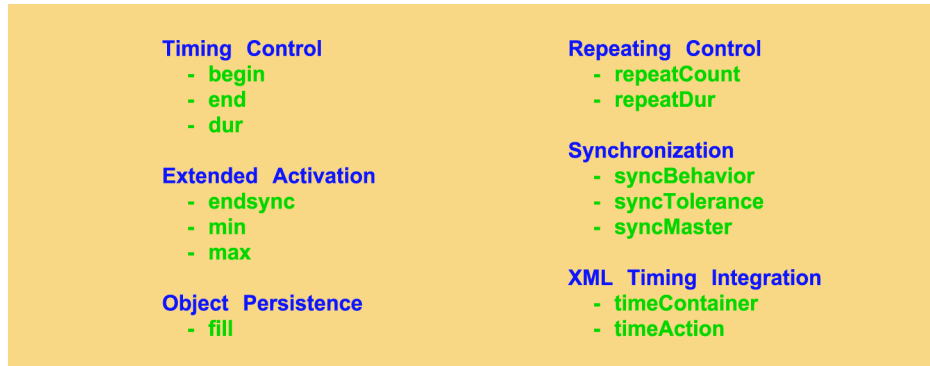 Timing Control
- begin
- end
- dur
Extended Activation
- endsync
- min
- max
Object Persistence
- fill
Repeating Control
- repeatCount
- repeatDur
Synchronization
- syncBehavior
- syncTolerance
- syncMaster
XML Timing Integration
- timeContainer
- timeAction